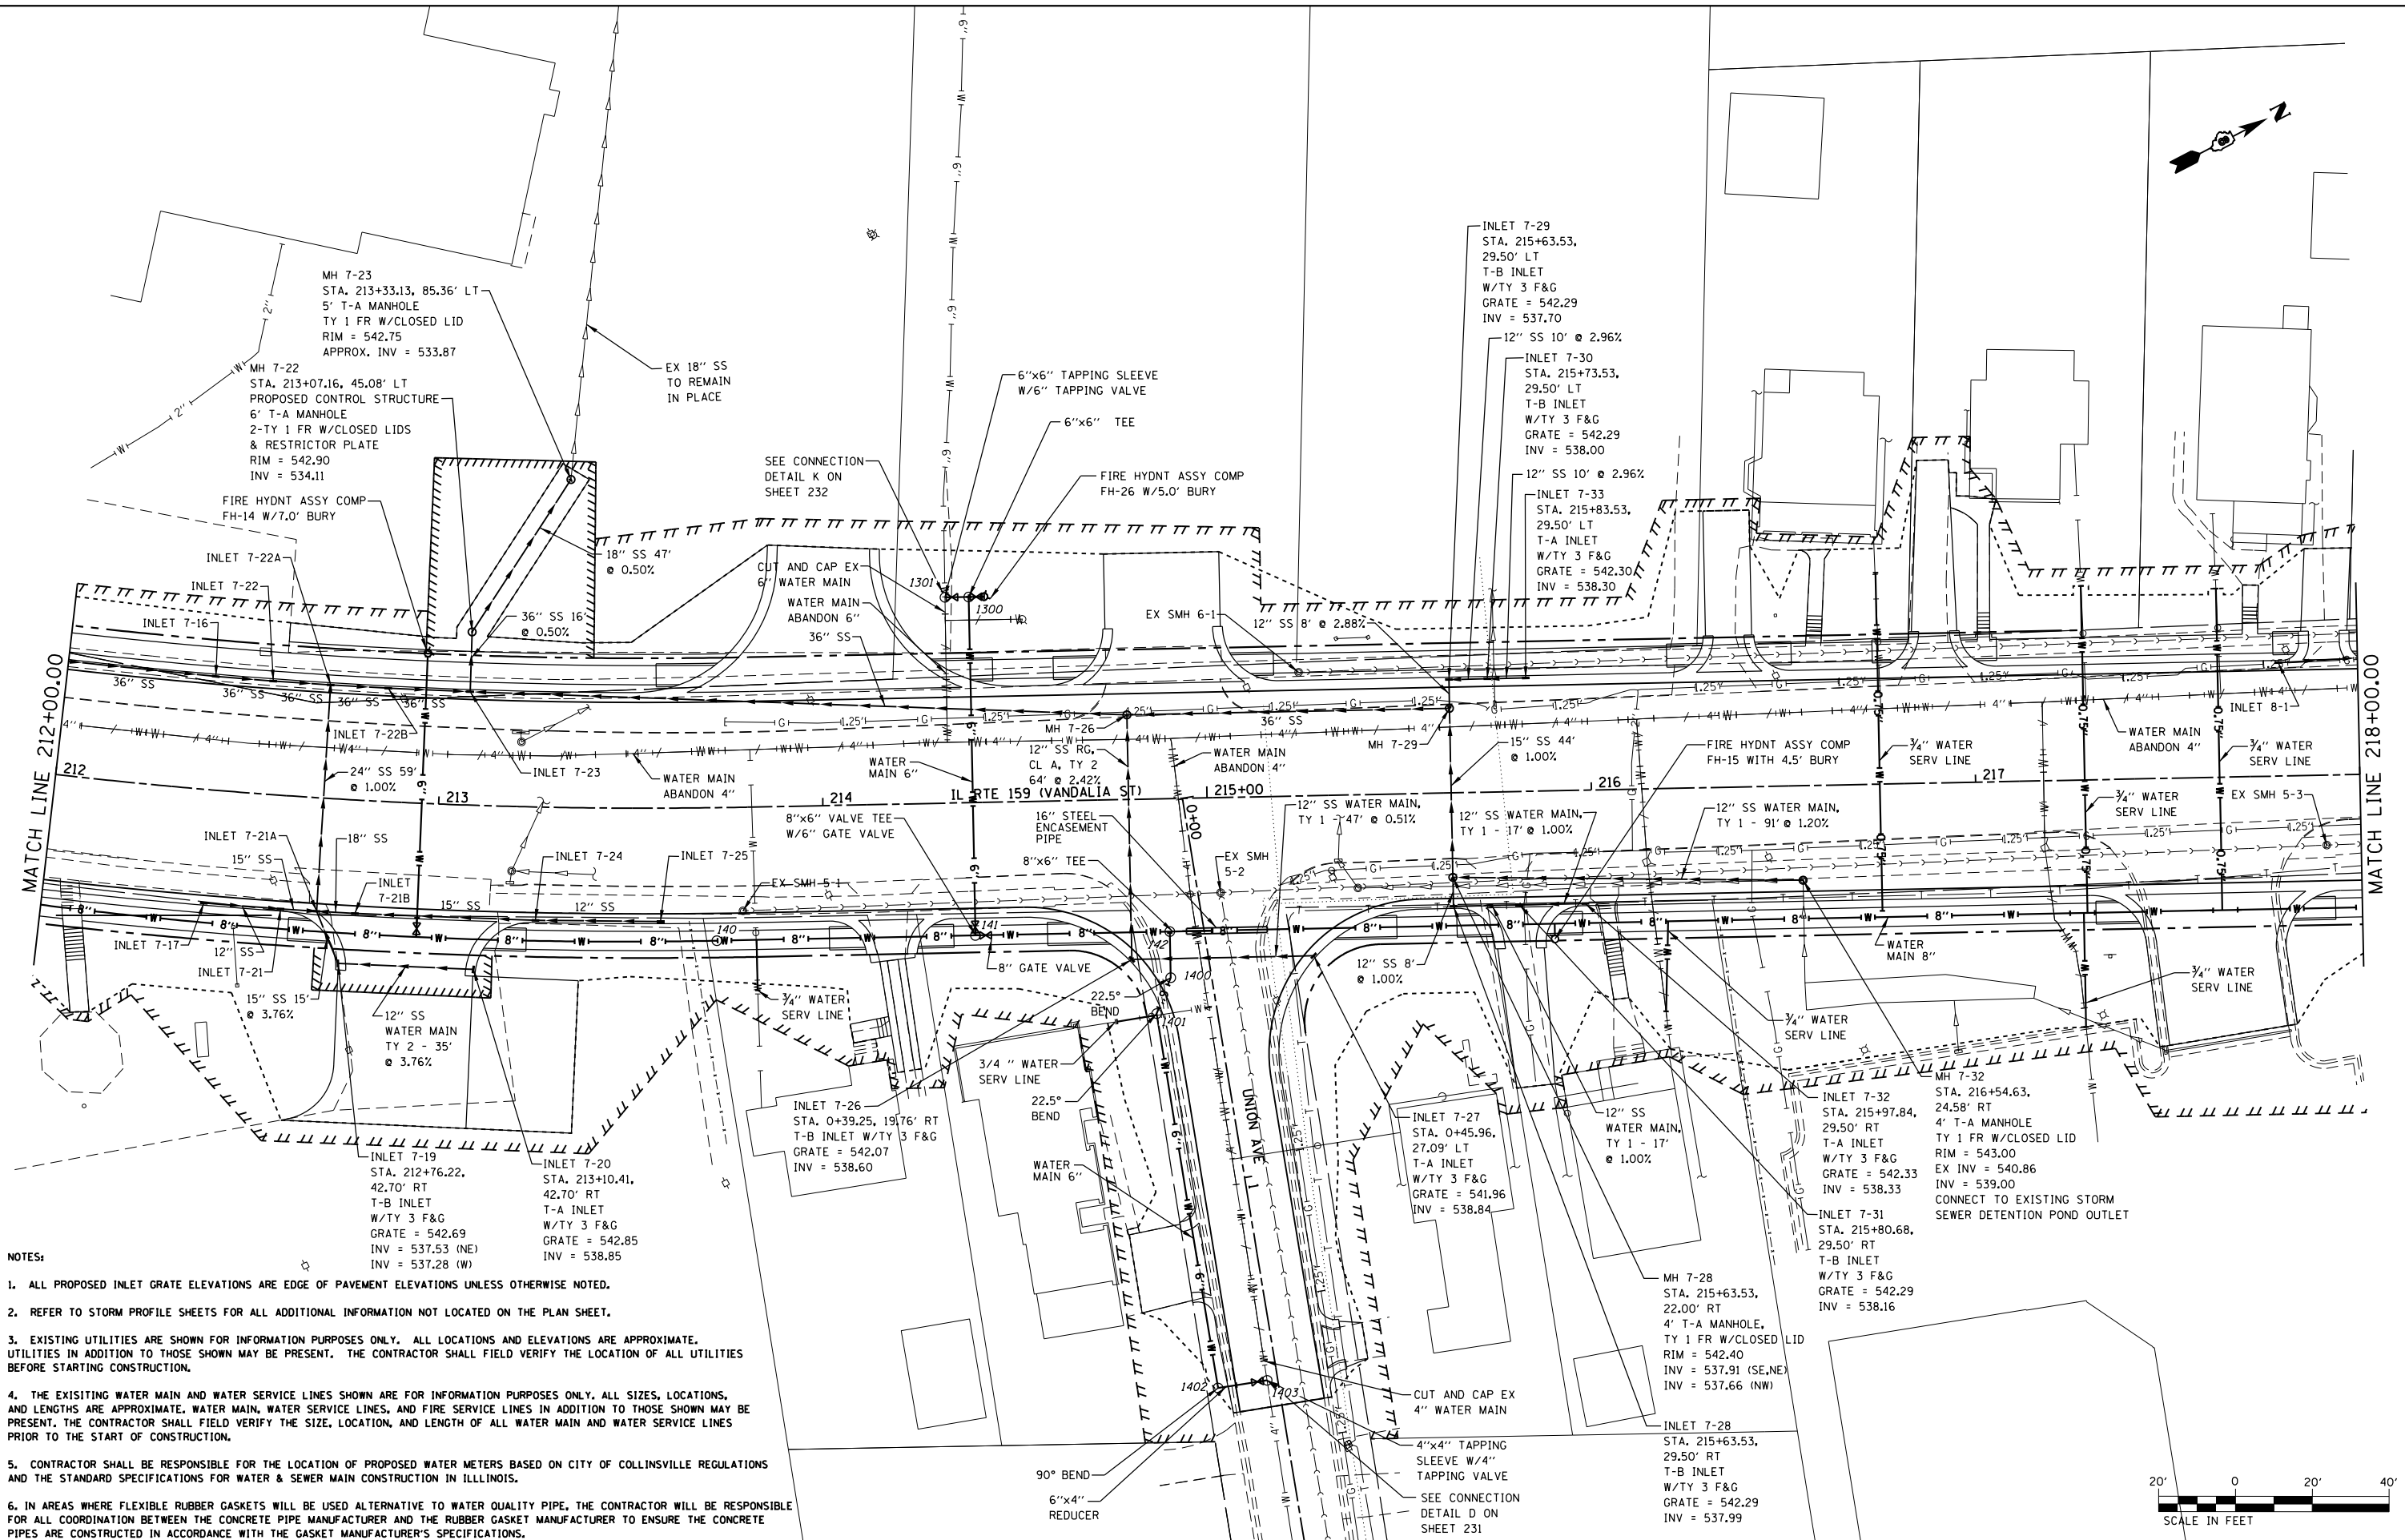 MH 7-23
STA. 213+33.13, 85.36' LT
5' T-A MANHOLE
TY 1 FR W/CLOSED LID
RIM = 542.75
APPROX. INV = 533.87
MH 7-22
STA. 213+07.16, 45.08' LT
PROPOSED CONTROL STRUCTURE
6' T-A MANHOLE
2-TY 1 FR W/CLOSED LIDS
& RESTRICTOR PLATE
RIM = 542.90
INV = 534.11
FIRE HYDNT ASSY COMP
FH-14 W/7.0' BURY
INLET 7-22A
INLET 7-22
INLET 7-16
EX 18'' SS
TO REMAIN
IN PLACE
18'' SS 47'
@ 0.50%
36'' SS 16'
@ 0.50%
6''x6'' TAPPING SLEEVE
W/6'' TAPPING VALVE
6''x6'' TEE
SEE CONNECTION
DETAIL K ON
SHEET 232
FIRE HYDNT ASSY COMP
FH-26 W/5.0' BURY
CUT AND CAP EX
6'' WATER MAIN
1301
1300
WATER MAIN
ABANDON 6''
36'' SS
INLET 7-29
STA. 215+63.53,
29.50' LT
T-B INLET
W/TY 3 F&G
GRATE = 542.29
INV = 537.70
12'' SS 10' @ 2.96%
INLET 7-30
STA. 215+73.53,
29.50' LT
T-B INLET
W/TY 3 F&G
GRATE = 542.29
INV = 538.00
12'' SS 10' @ 2.96%
INLET 7-33
STA. 215+83.53,
29.50' LT
T-A INLET
W/TY 3 F&G
GRATE = 542.30
INV = 538.30
EX SMH 6-1
12'' SS 8' @ 2.88%
N
MATCH LINE 212+00.00
36'' SS
36'' SS
36'' SS
36'' SS
36'' SS
INLET 7-22B
INLET 7-23
24'' SS 59'
@ 1.00%
WATER MAIN
ABANDON 4''
WATER
MAIN 6''
MH 7-26
12'' SS RG,
CL A, TY 2
64' @ 2.42%
WATER MAIN
ABANDON 4''
36'' SS
MH 7-29
15'' SS 44'
@ 1.00%
FIRE HYDNT ASSY COMP
FH-15 WITH 4.5' BURY
3/4'' WATER
SERV LINE
INLET 8-1
WATER MAIN
ABANDON 4''
3/4'' WATER
SERV LINE
3/4'' WATER
SERV LINE
EX SMH 5-3
MATCH LINE 218+00.00
212
213
214
IL RTE 159 (VANDALIA ST)
215+00
216
217
0+00
8''x6'' VALVE TEE
W/6'' GATE VALVE
16'' STEEL
ENCASEMENT
PIPE
8''x6'' TEE
12'' SS WATER MAIN,
TY 1 - 47' @ 0.51%
12'' SS WATER MAIN,
TY 1 - 17' @ 1.00%
12'' SS WATER MAIN,
TY 1 - 91' @ 1.20%
INLET 7-21A
15'' SS
18'' SS
INLET
7-21B
15'' SS
INLET 7-24
12'' SS
INLET 7-25
EX SMH-5-1
EX SMH
5-2
INLET 7-17
12'' SS
INLET 7-21
15'' SS 15'
@ 3.76%
12'' SS
WATER MAIN
TY 2 - 35'
@ 3.76%
140
141
142
3/4'' WATER
SERV LINE
8'' GATE VALVE
22.5°
BEND
1400
1401
3/4 '' WATER
SERV LINE
22.5°
BEND
12'' SS 8'
@ 1.00%
WATER
MAIN 8''
3/4'' WATER
SERV LINE
3/4'' WATER
SERV LINE
INLET 7-26
STA. 0+39.25, 19.76' RT
T-B INLET W/TY 3 F&G
GRATE = 542.07
INV = 538.60
WATER
MAIN 6''
UNION AVE
1
INLET 7-27
STA. 0+45.96,
27.09' LT
T-A INLET
W/TY 3 F&G
GRATE = 541.96
INV = 538.84
12'' SS
WATER MAIN,
TY 1 - 17'
@ 1.00%
INLET 7-32
STA. 215+97.84,
29.50' RT
T-A INLET
W/TY 3 F&G
GRATE = 542.33
INV = 538.33
MH 7-32
STA. 216+54.63,
24.58' RT
4' T-A MANHOLE
TY 1 FR W/CLOSED LID
RIM = 543.00
EX INV = 540.86
INV = 539.00
CONNECT TO EXISTING STORM
SEWER DETENTION POND OUTLET
INLET 7-31
STA. 215+80.68,
29.50' RT
T-B INLET
W/TY 3 F&G
GRATE = 542.29
INV = 538.16
INLET 7-19
STA. 212+76.22,
42.70' RT
T-B INLET
W/TY 3 F&G
GRATE = 542.69
INV = 537.53 (NE)
INV = 537.28 (W)
INLET 7-20
STA. 213+10.41,
42.70' RT
T-A INLET
W/TY 3 F&G
GRATE = 542.85
INV = 538.85
MH 7-28
STA. 215+63.53,
22.00' RT
4' T-A MANHOLE,
TY 1 FR W/CLOSED LID
RIM = 542.40
INV = 537.91 (SE,NE)
INV = 537.66 (NW)
INLET 7-28
STA. 215+63.53,
29.50' RT
T-B INLET
W/TY 3 F&G
GRATE = 542.29
INV = 537.99
1402
1403
CUT AND CAP EX
4'' WATER MAIN
4''x4'' TAPPING
SLEEVE W/4''
TAPPING VALVE
90° BEND
6''x4''
REDUCER
SEE CONNECTION
DETAIL D ON
SHEET 231
NOTES:
1. ALL PROPOSED INLET GRATE ELEVATIONS ARE EDGE OF PAVEMENT ELEVATIONS UNLESS OTHERWISE NOTED.
2. REFER TO STORM PROFILE SHEETS FOR ALL ADDITIONAL INFORMATION NOT LOCATED ON THE PLAN SHEET.
3. EXISTING UTILITIES ARE SHOWN FOR INFORMATION PURPOSES ONLY. ALL LOCATIONS AND ELEVATIONS ARE APPROXIMATE.
UTILITIES IN ADDITION TO THOSE SHOWN MAY BE PRESENT. THE CONTRACTOR SHALL FIELD VERIFY THE LOCATION OF ALL UTILITIES
BEFORE STARTING CONSTRUCTION.
4. THE EXISITING WATER MAIN AND WATER SERVICE LINES SHOWN ARE FOR INFORMATION PURPOSES ONLY. ALL SIZES, LOCATIONS,
AND LENGTHS ARE APPROXIMATE. WATER MAIN, WATER SERVICE LINES, AND FIRE SERVICE LINES IN ADDITION TO THOSE SHOWN MAY BE
PRESENT. THE CONTRACTOR SHALL FIELD VERIFY THE SIZE, LOCATION, AND LENGTH OF ALL WATER MAIN AND WATER SERVICE LINES
PRIOR TO THE START OF CONSTRUCTION.
5. CONTRACTOR SHALL BE RESPONSIBLE FOR THE LOCATION OF PROPOSED WATER METERS BASED ON CITY OF COLLINSVILLE REGULATIONS
AND THE STANDARD SPECIFICATIONS FOR WATER & SEWER MAIN CONSTRUCTION IN ILLLINOIS.
6. IN AREAS WHERE FLEXIBLE RUBBER GASKETS WILL BE USED ALTERNATIVE TO WATER QUALITY PIPE, THE CONTRACTOR WILL BE RESPONSIBLE
FOR ALL COORDINATION BETWEEN THE CONCRETE PIPE MANUFACTURER AND THE RUBBER GASKET MANUFACTURER TO ENSURE THE CONCRETE
PIPES ARE CONSTRUCTED IN ACCORDANCE WITH THE GASKET MANUFACTURER'S SPECIFICATIONS.
20' 0 20' 40'
SCALE IN FEET